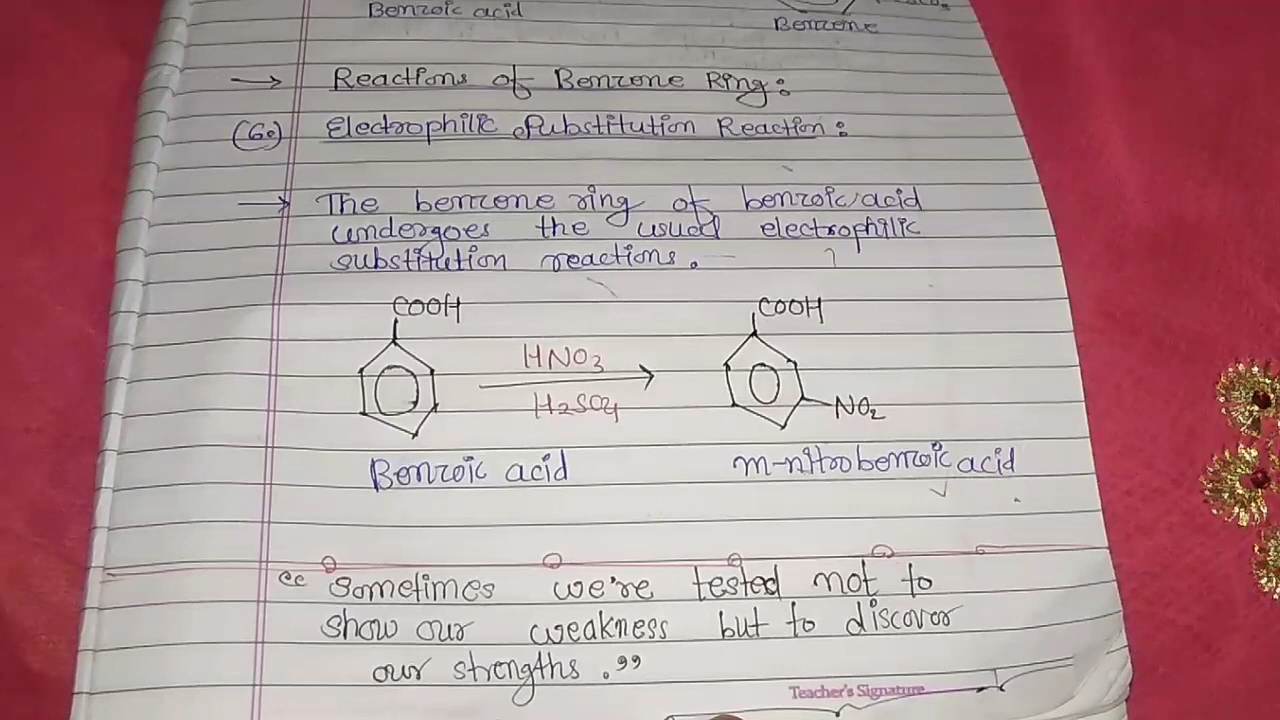 Benzoic acid
Benzene
→ Reactions of Benzene Ring:
(6.) Electrophilic Substitution Reaction:
→ The benzene ring of benzoic acid
undergoes the usual electrophilic
substitution reactions.
COOH
COOH
HNO3
H2SO4
NO2
Benzoic acid
m-nitrobenzoic acid
"Sometimes we're tested not to
show our weakness but to discover
our strengths."
Teacher's Signature